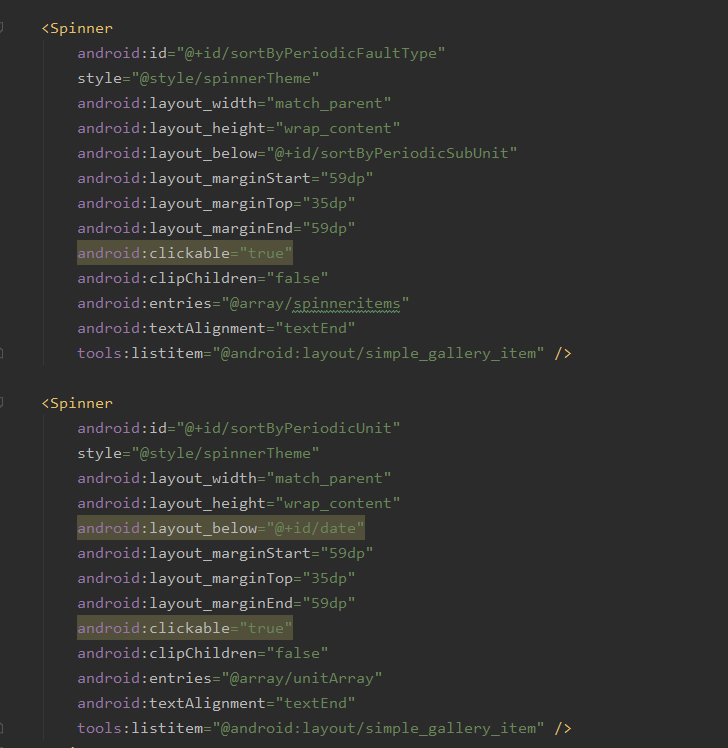 <Spinner
android:id="@+id/sortByPeriodicFaultType"
style="@style/spinnerTheme"
android:layout_width="match_parent"
android:layout_height="wrap_content"
android:layout_below="@+id/sortByPeriodicSubUnit"
android:layout_marginStart="59dp"
android:layout_marginTop="35dp"
android:layout_marginEnd="59dp"
android:clickable="true"
android:clipChildren="false"
android:entries="@array/spinneritems"
android:textAlignment="textEnd"
tools:listitem="@android:layout/simple_gallery_item" />
<Spinner
android:id="@+id/sortByPeriodicUnit"
style="@style/spinnerTheme"
android:layout_width="match_parent"
android:layout_height="wrap_content"
android:layout_below="@+id/date"
android:layout_marginStart="59dp"
android:layout_marginTop="35dp"
android:layout_marginEnd="59dp"
android:clickable="true"
android:clipChildren="false"
android:entries="@array/unitArray"
android:textAlignment="textEnd"
tools:listitem="@android:layout/simple_gallery_item" />